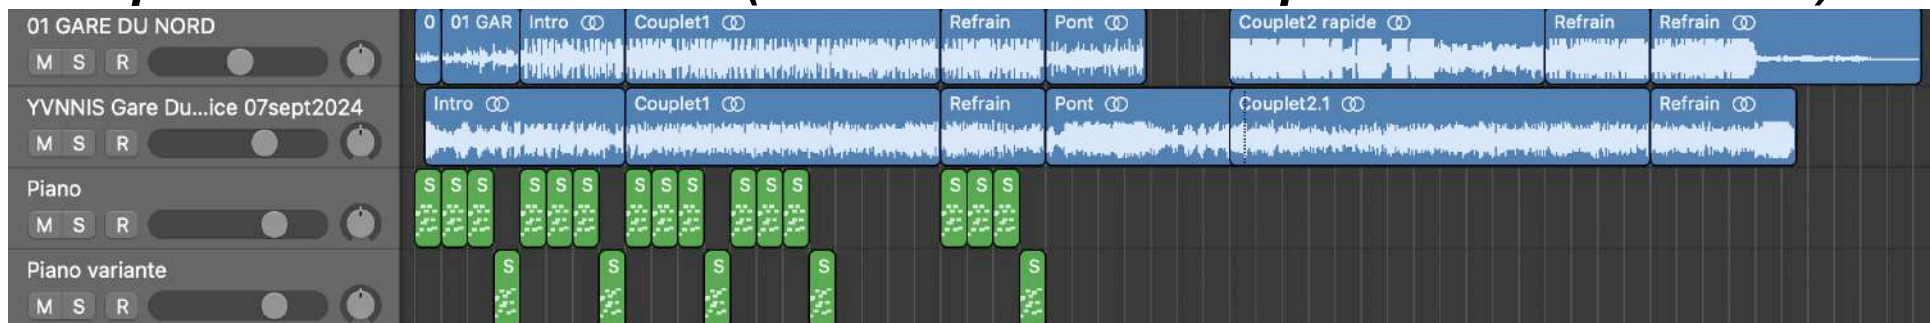 01 GARE DU NORD
M S R
0 01 GAR Intro Couplet1 Refrain Pont Couplet2 rapide Refrain Refrain
YVNNIS Gare Du...ice 07sept2024
M S R
Intro Couplet1 Refrain Pont Couplet2.1 Refrain
Piano
M S R
S S S S S S S S S S S S S S S
Piano variante
M S R
S S S S S